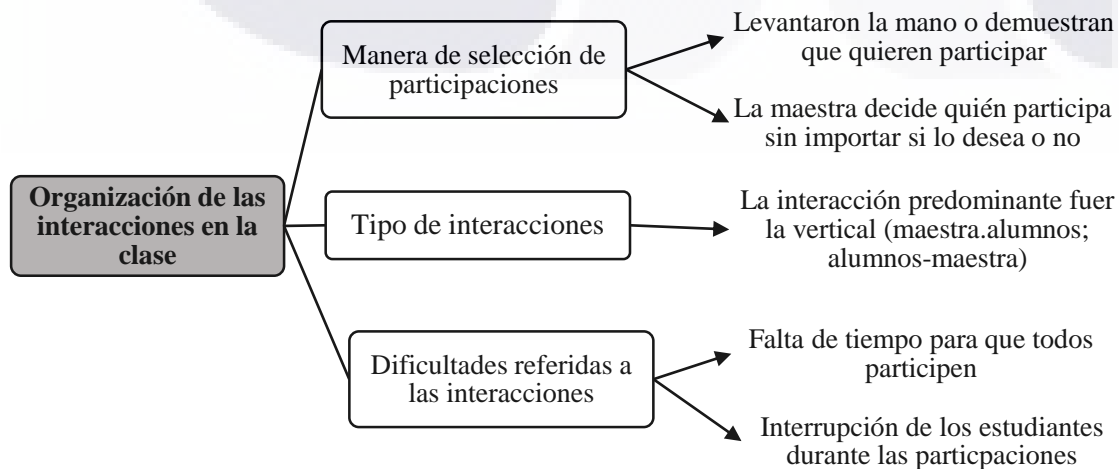 Organización de las
interacciones en la
clase
Manera de selección de
participaciones
Levantaron la mano o demuestran
que quieren participar
La maestra decide quién participa
sin importar si lo desea o no
Tipo de interacciones
La interacción predominante fuer
la vertical (maestra.alumnos;
alumnos-maestra)
Dificultades referidas a
las interacciones
Falta de tiempo para que todos
participen
Interrupción de los estudiantes
durante las particpaciones